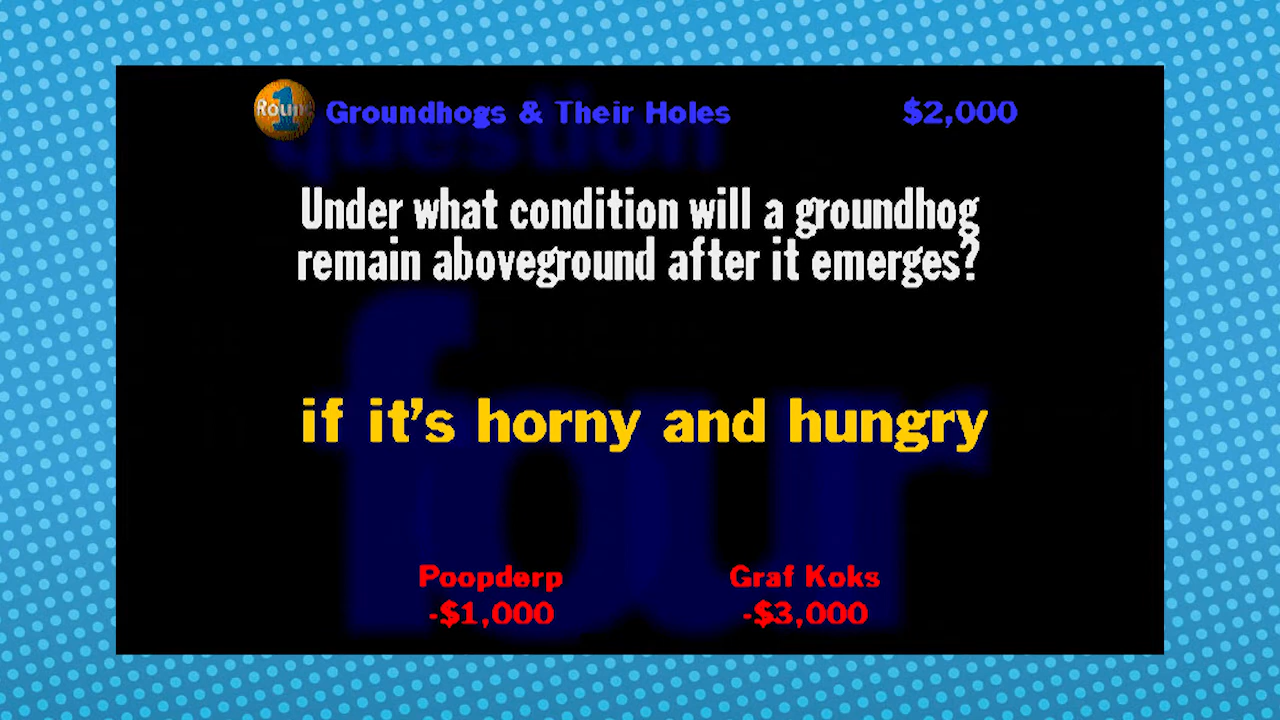 Round 1 Groundhogs & Their Holes $2,000
question
Under what condition will a groundhog
remain aboveground after it emerges?
four
if it's horny and hungry
Poopderp Graf Koks
-$1,000 -$3,000